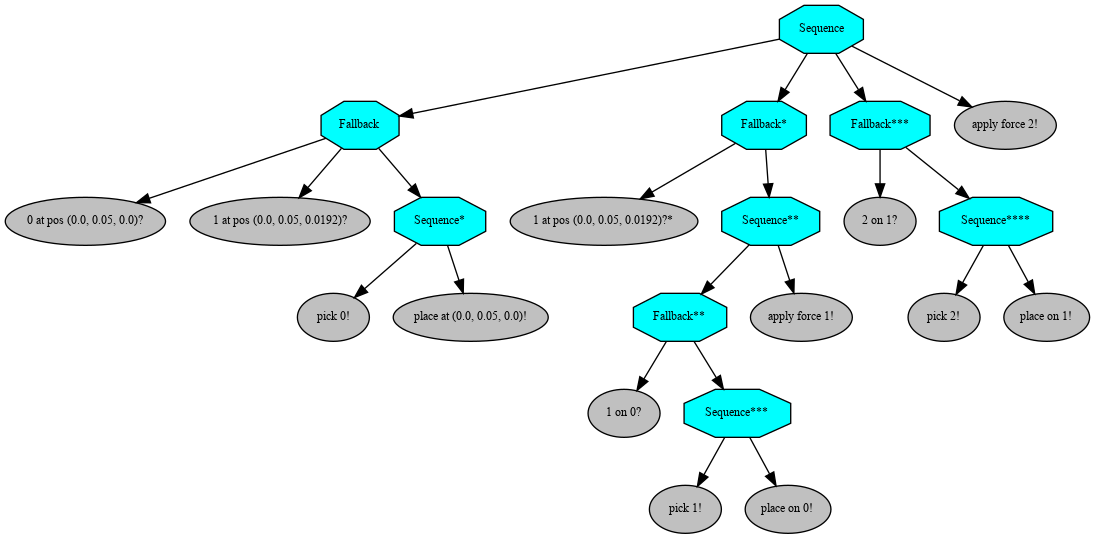 Sequence
Fallback
Fallback*
Fallback***
apply force 2!
0 at pos (0.0, 0.05, 0.0)?
1 at pos (0.0, 0.05, 0.0192)?
Sequence*
1 at pos (0.0, 0.05, 0.0192)?*
Sequence**
2 on 1?
Sequence****
pick 0!
place at (0.0, 0.05, 0.0)!
Fallback**
apply force 1!
pick 2!
place on 1!
1 on 0?
Sequence***
pick 1!
place on 0!